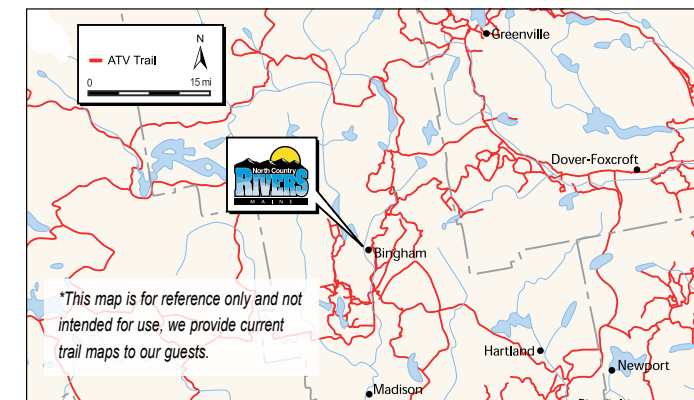 N
ATV Trail
0 15 mi
Greenville
Dover-Foxcroft
North Country
RIVERS
MAINE
Bingham
*This map is for reference only and not
intended for use, we provide current
trail maps to our guests.
Hartland
Newport
Madison